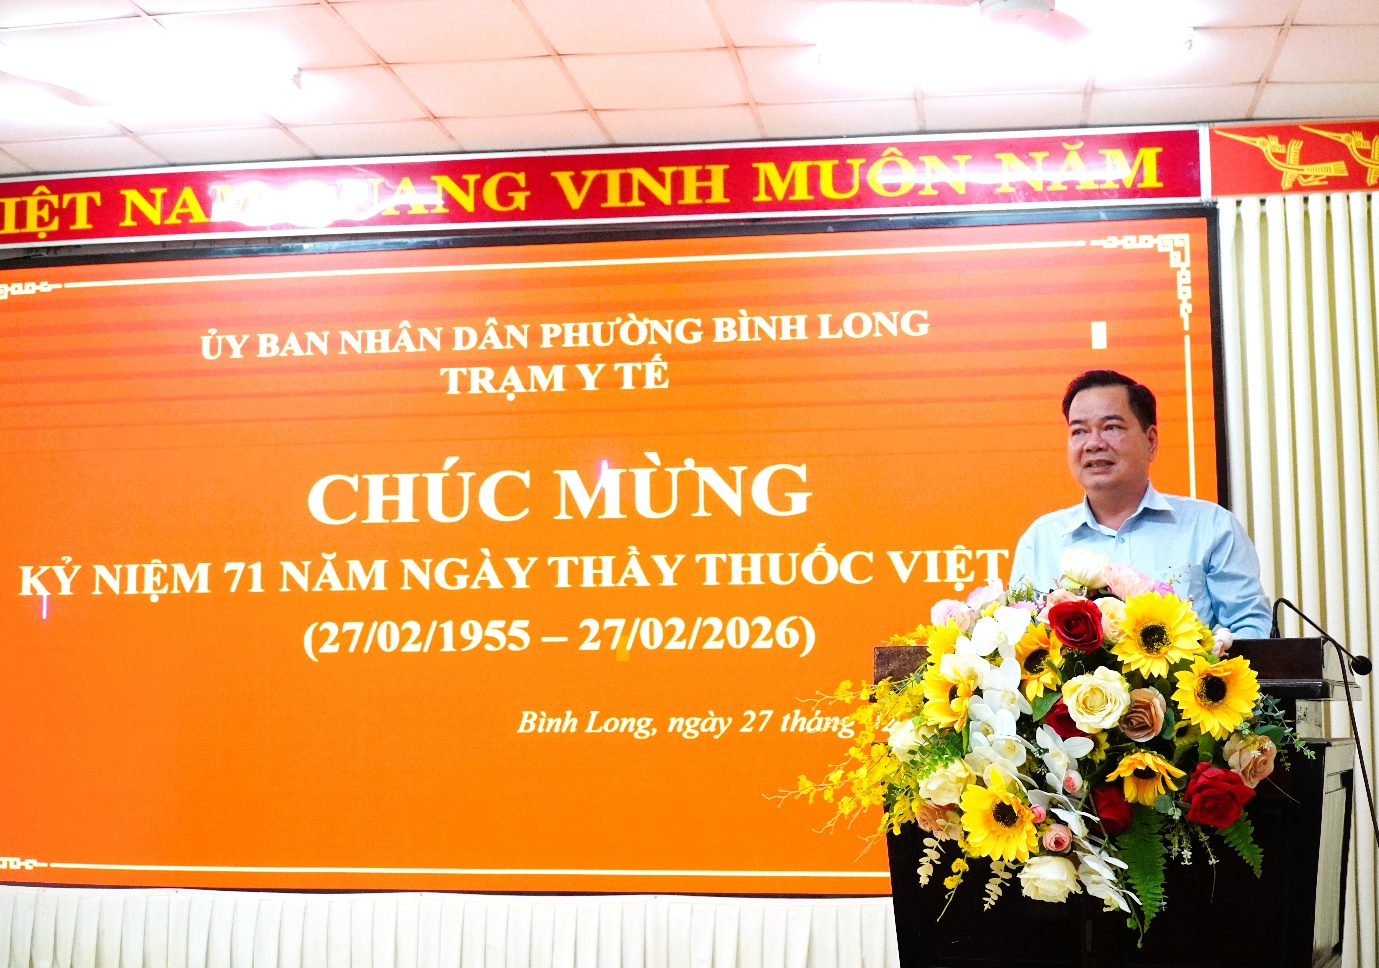 IỆT NAM QUANG VINH MUÔN NĂM
ỦY BAN NHÂN DÂN PHƯỜNG BÌNH LONG
TRẠM Y TẾ
CHÚC MỪNG
KỶ NIỆM 71 NĂM NGÀY THẦY THUỐC VIỆT
(27/02/1955 – 27/02/2026)
Bình Long, ngày 27 tháng